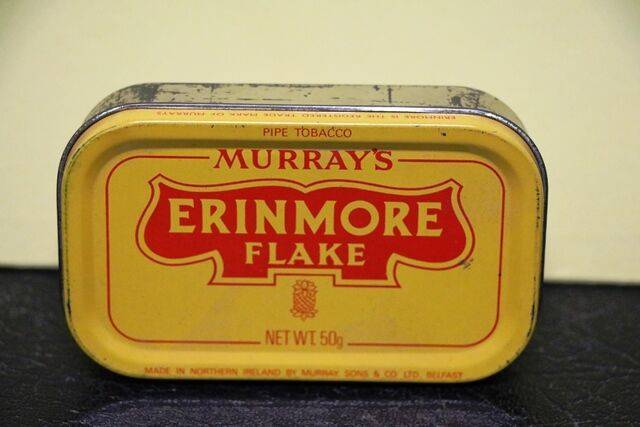 ERINMORE IS THE REGISTERED TRADE MARK OF MURRAYS
PIPE TOBACCO
MURRAY'S
ERINMORE
FLAKE
NET WT. 50g
MADE IN NORTHERN IRELAND BY MURRAY SONS & CO LTD. BELFAST